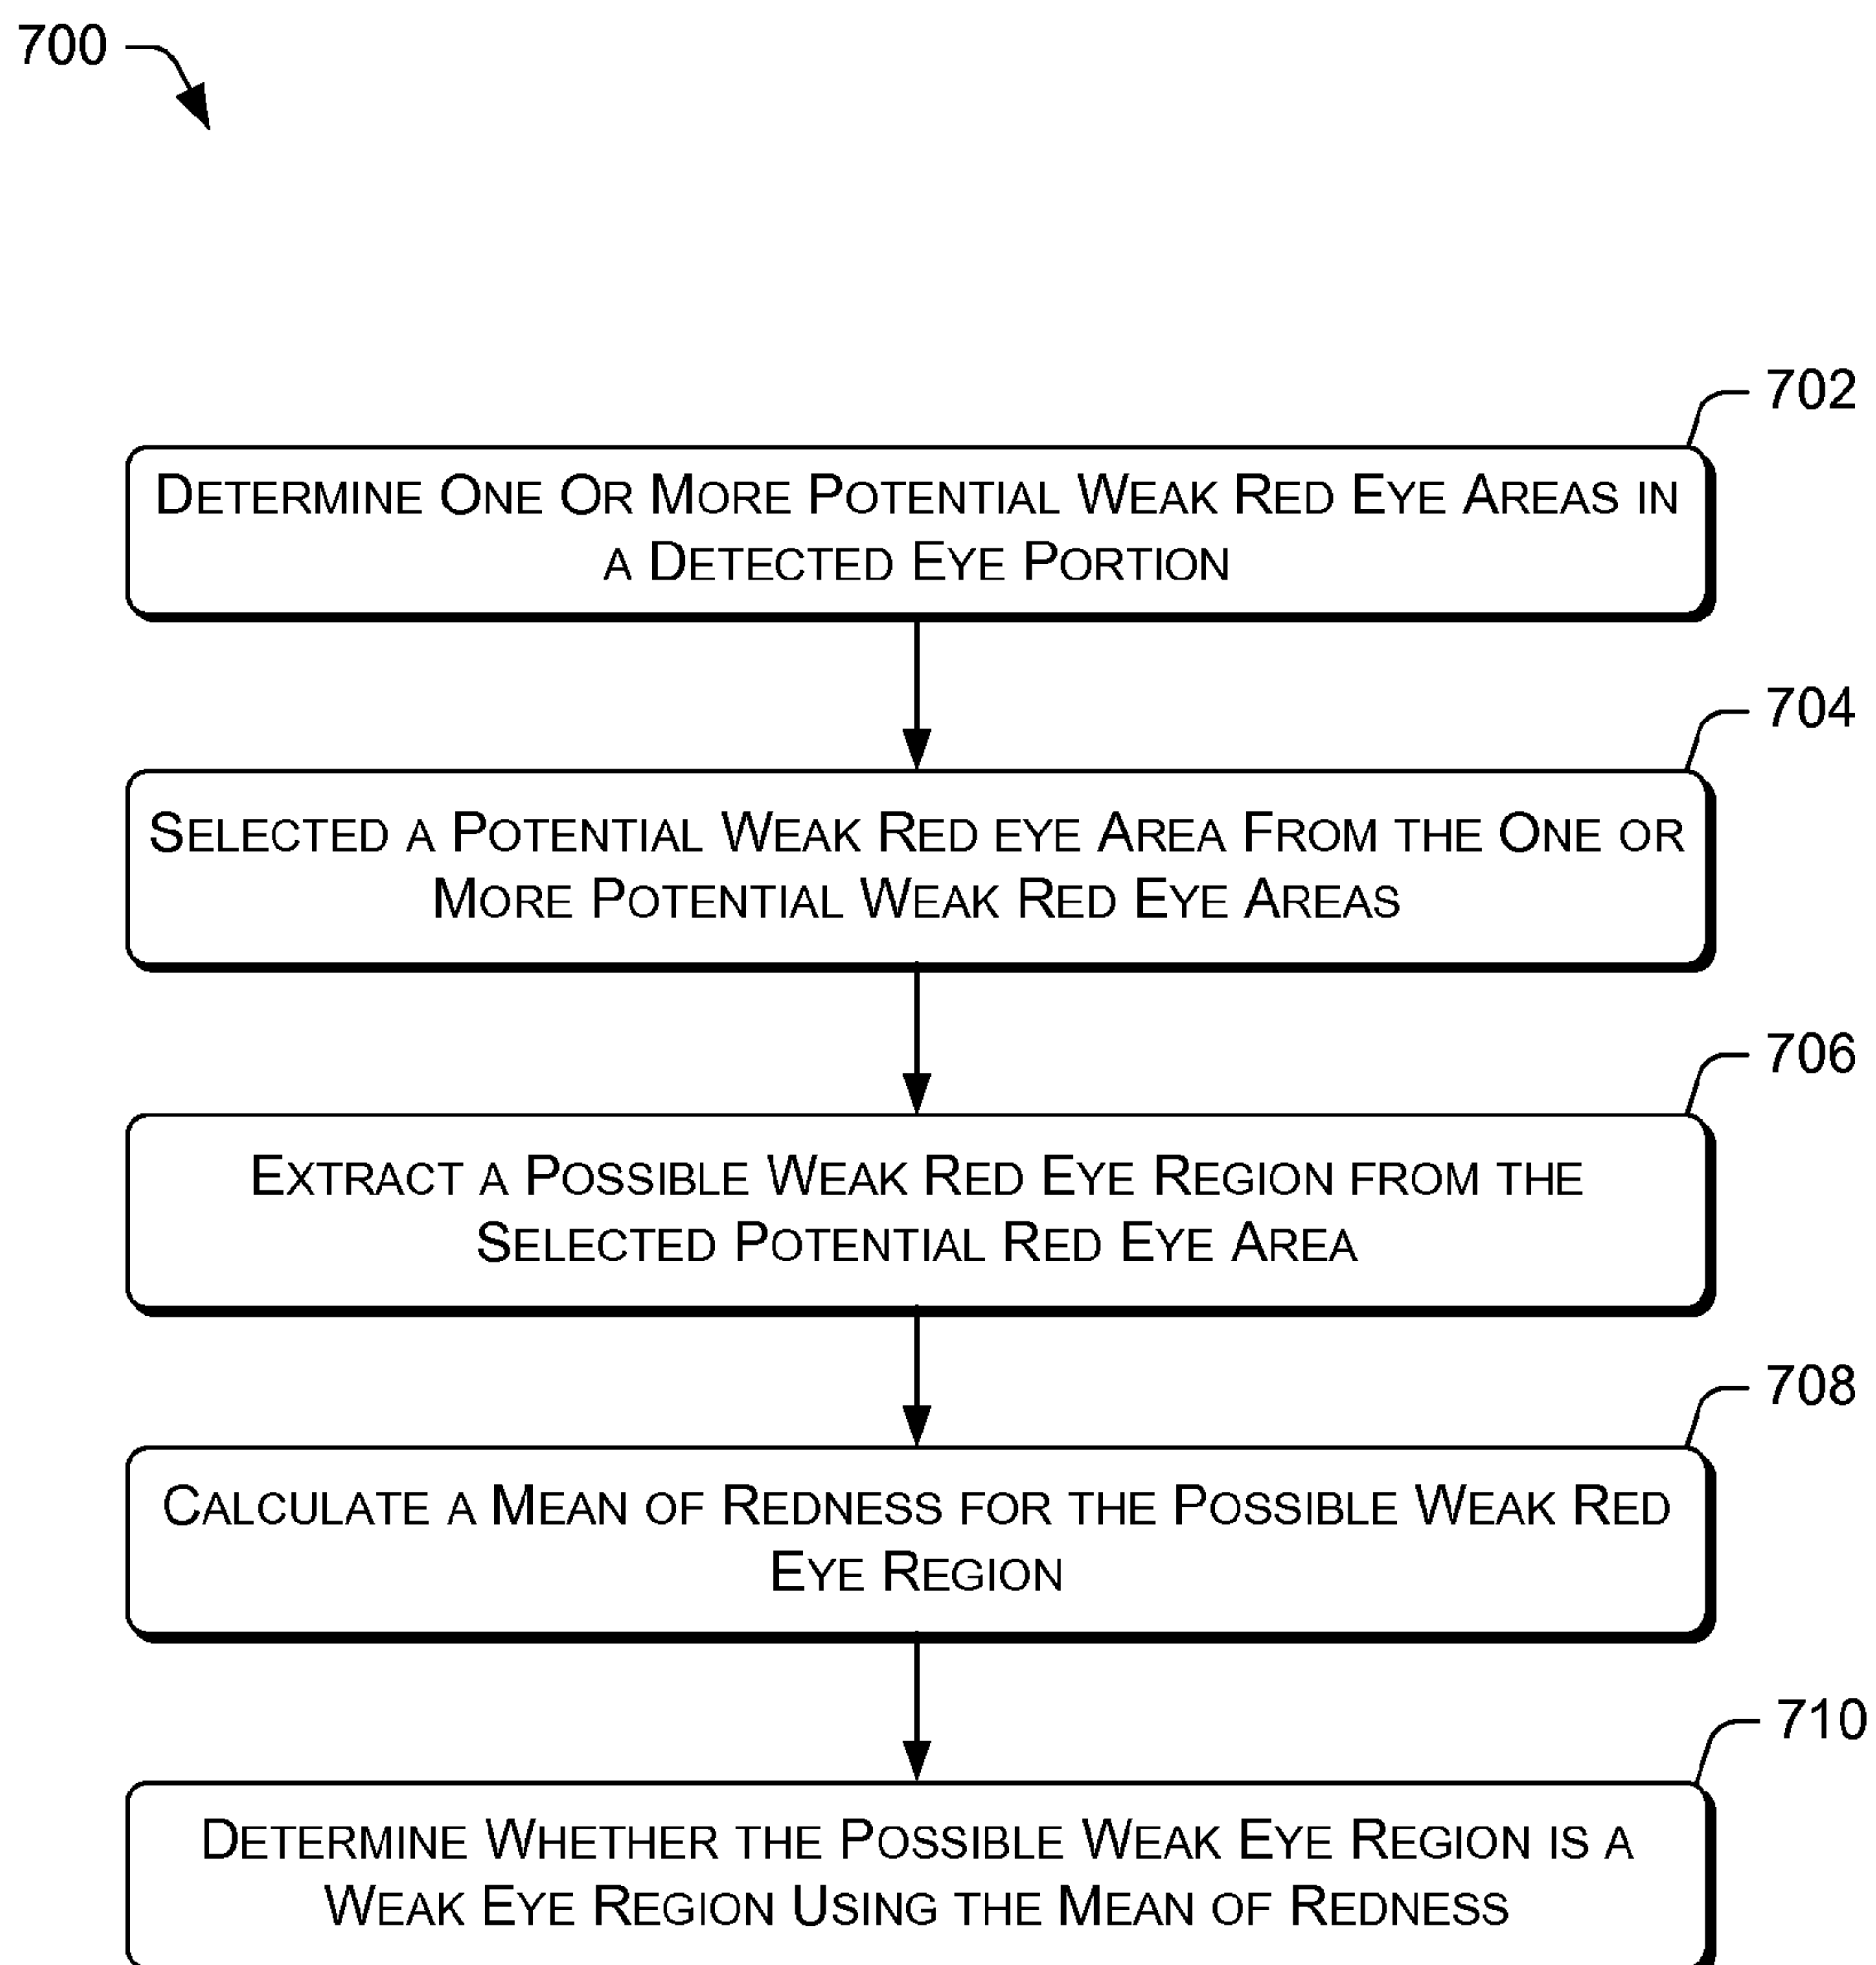 700
702
DETERMINE ONE OR MORE POTENTIAL WEAK RED EYE AREAS IN
A DETECTED EYE PORTION
704
SELECTED A POTENTIAL WEAK RED EYE AREA FROM THE ONE OR
MORE POTENTIAL WEAK RED EYE AREAS
706
EXTRACT A POSSIBLE WEAK RED EYE REGION FROM THE
SELECTED POTENTIAL RED EYE AREA
708
CALCULATE A MEAN OF REDNESS FOR THE POSSIBLE WEAK RED
EYE REGION
710
DETERMINE WHETHER THE POSSIBLE WEAK EYE REGION IS A
WEAK EYE REGION USING THE MEAN OF REDNESS